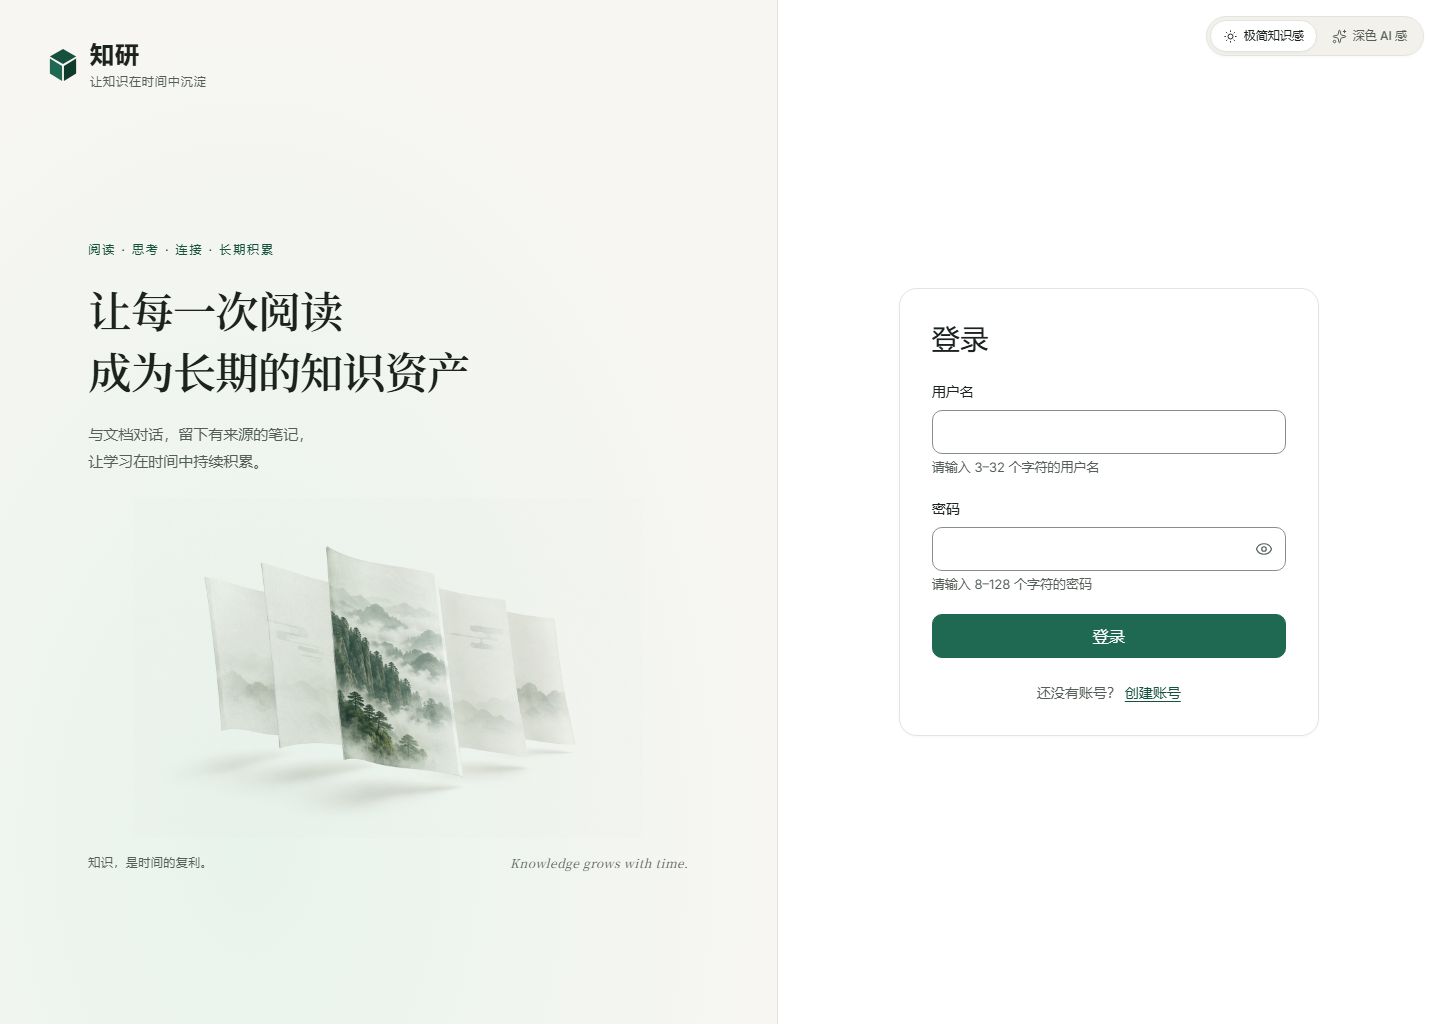 知研
让知识在时间中沉淀
极简知识感
深色 AI 感
阅读 · 思考 · 连接 · 长期积累
让每一次阅读
成为长期的知识资产
与文档对话，留下有来源的笔记，
让学习在时间中持续积累。
知识，是时间的复利。
Knowledge grows with time.
登录
用户名
请输入 3–32 个字符的用户名
密码
请输入 8–128 个字符的密码
登录
还没有账号？ 创建账号